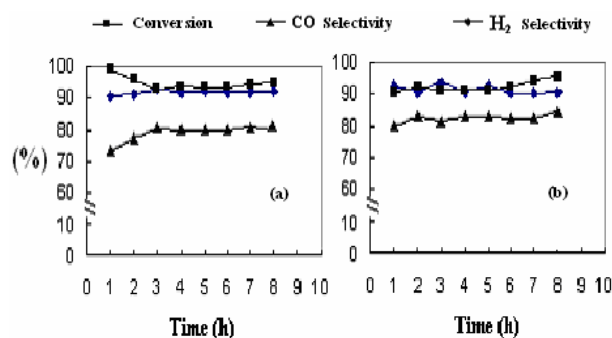 Conversion CO Selectivity H₂ Selectivity
100 100
90 90
80 80
(%) 70 70
60 60
(a) (b)
10 10
0 0
0 1 2 3 4 5 6 7 8 9 10 0 1 2 3 4 5 6 7 8 9 10
Time (h) Time (h)